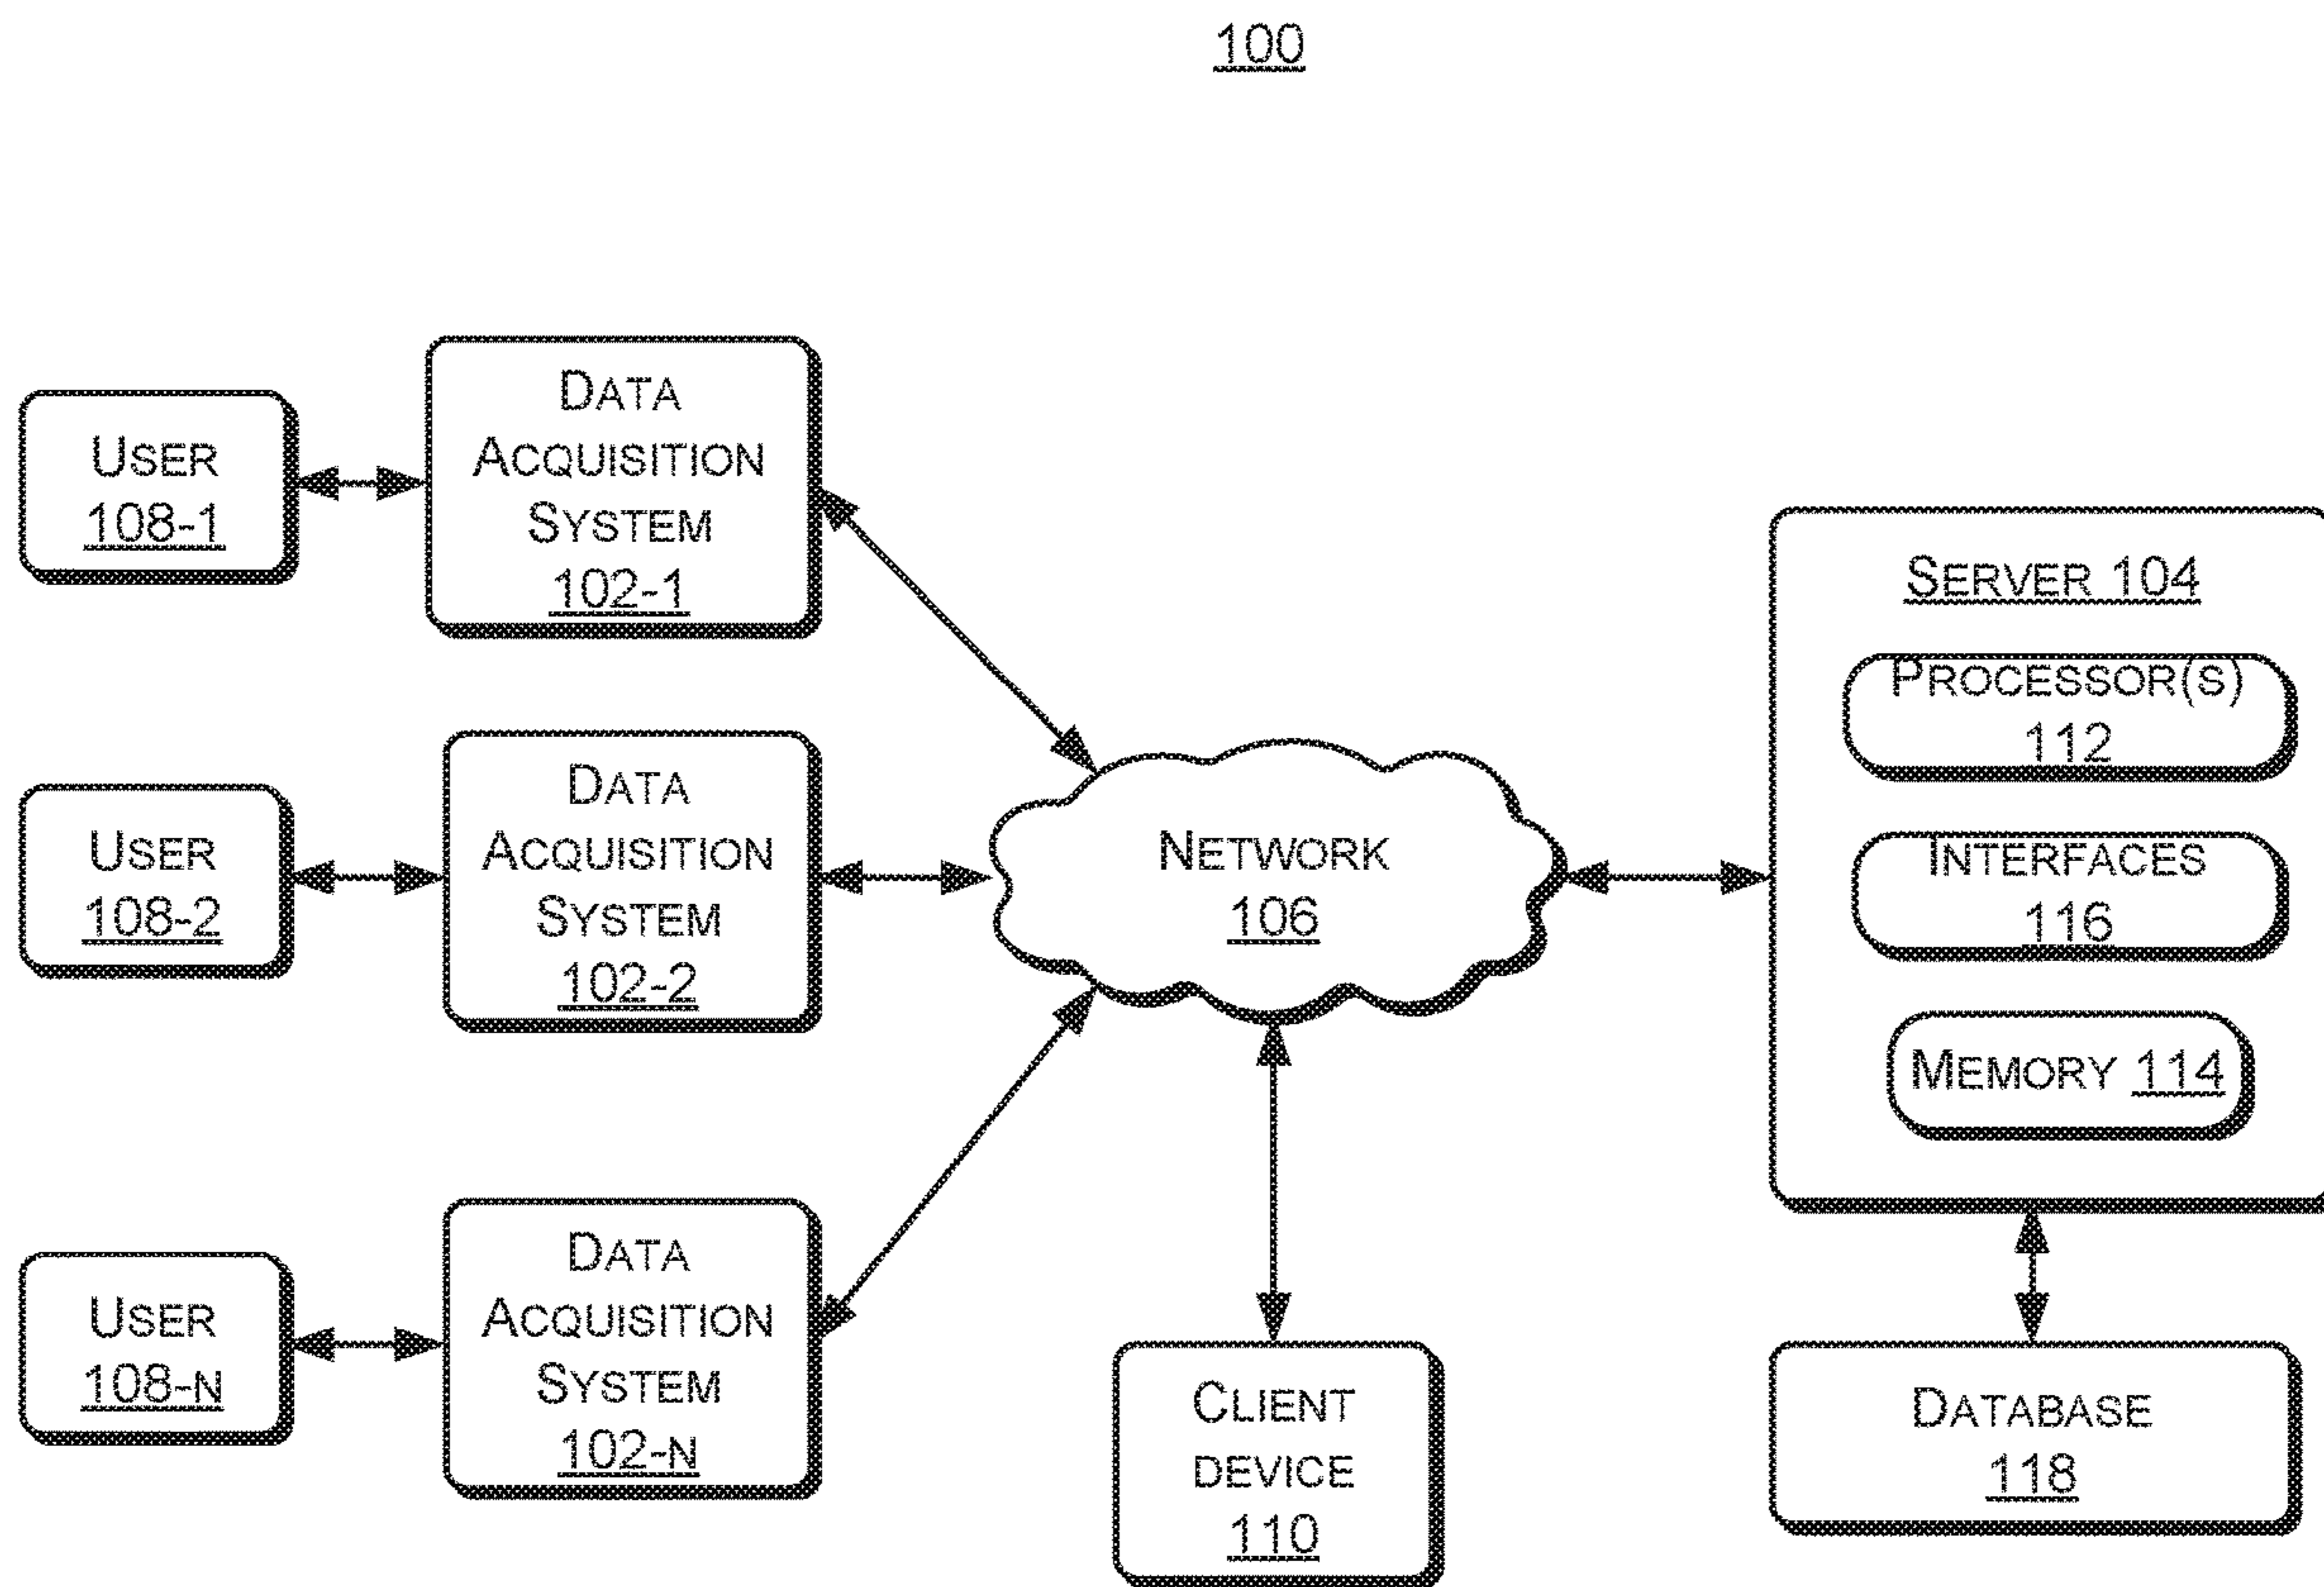 100
USER
108-1
DATA
ACQUISITION
SYSTEM
102-1
USER
108-2
DATA
ACQUISITION
SYSTEM
102-2
USER
108-N
DATA
ACQUISITION
SYSTEM
102-N
NETWORK
106
CLIENT
DEVICE
110
SERVER 104
PROCESSOR(S)
112
INTERFACES
116
MEMORY 114
DATABASE
118